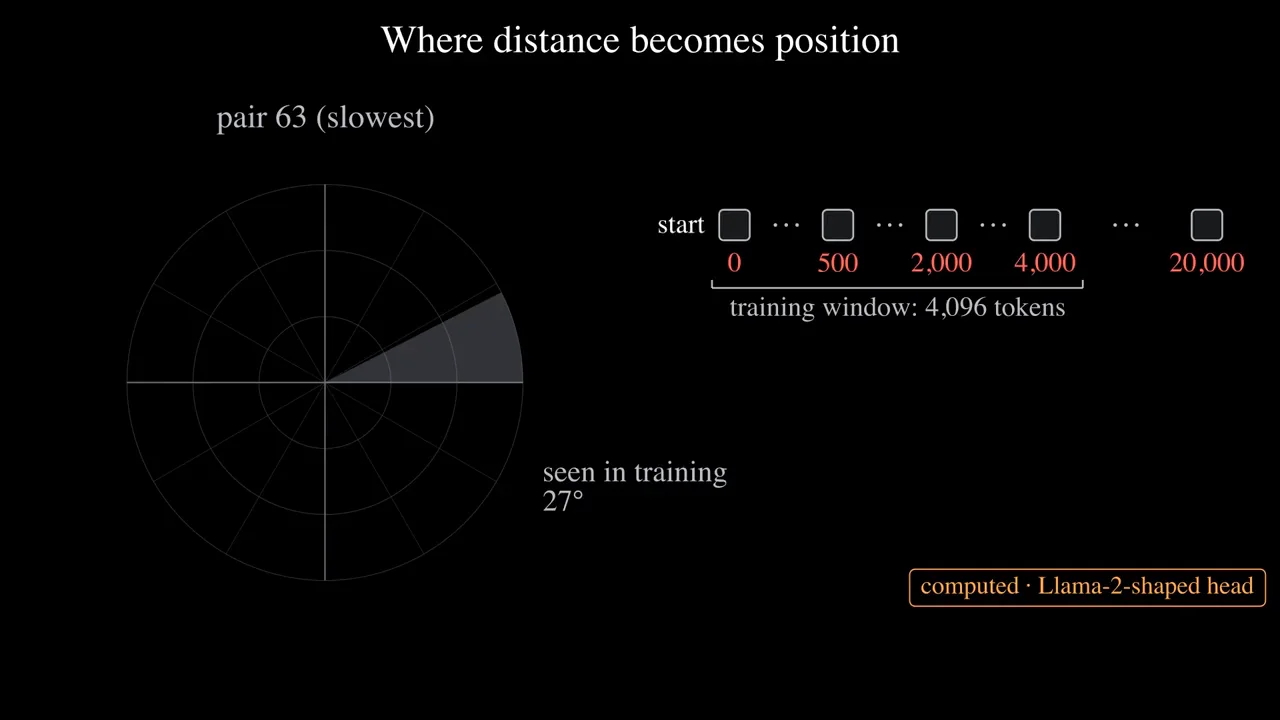 Where distance becomes position
pair 63 (slowest)
start ... ... ... ...
0 500 2,000 4,000 20,000
training window: 4,096 tokens
seen in training
27°
computed · Llama-2-shaped head